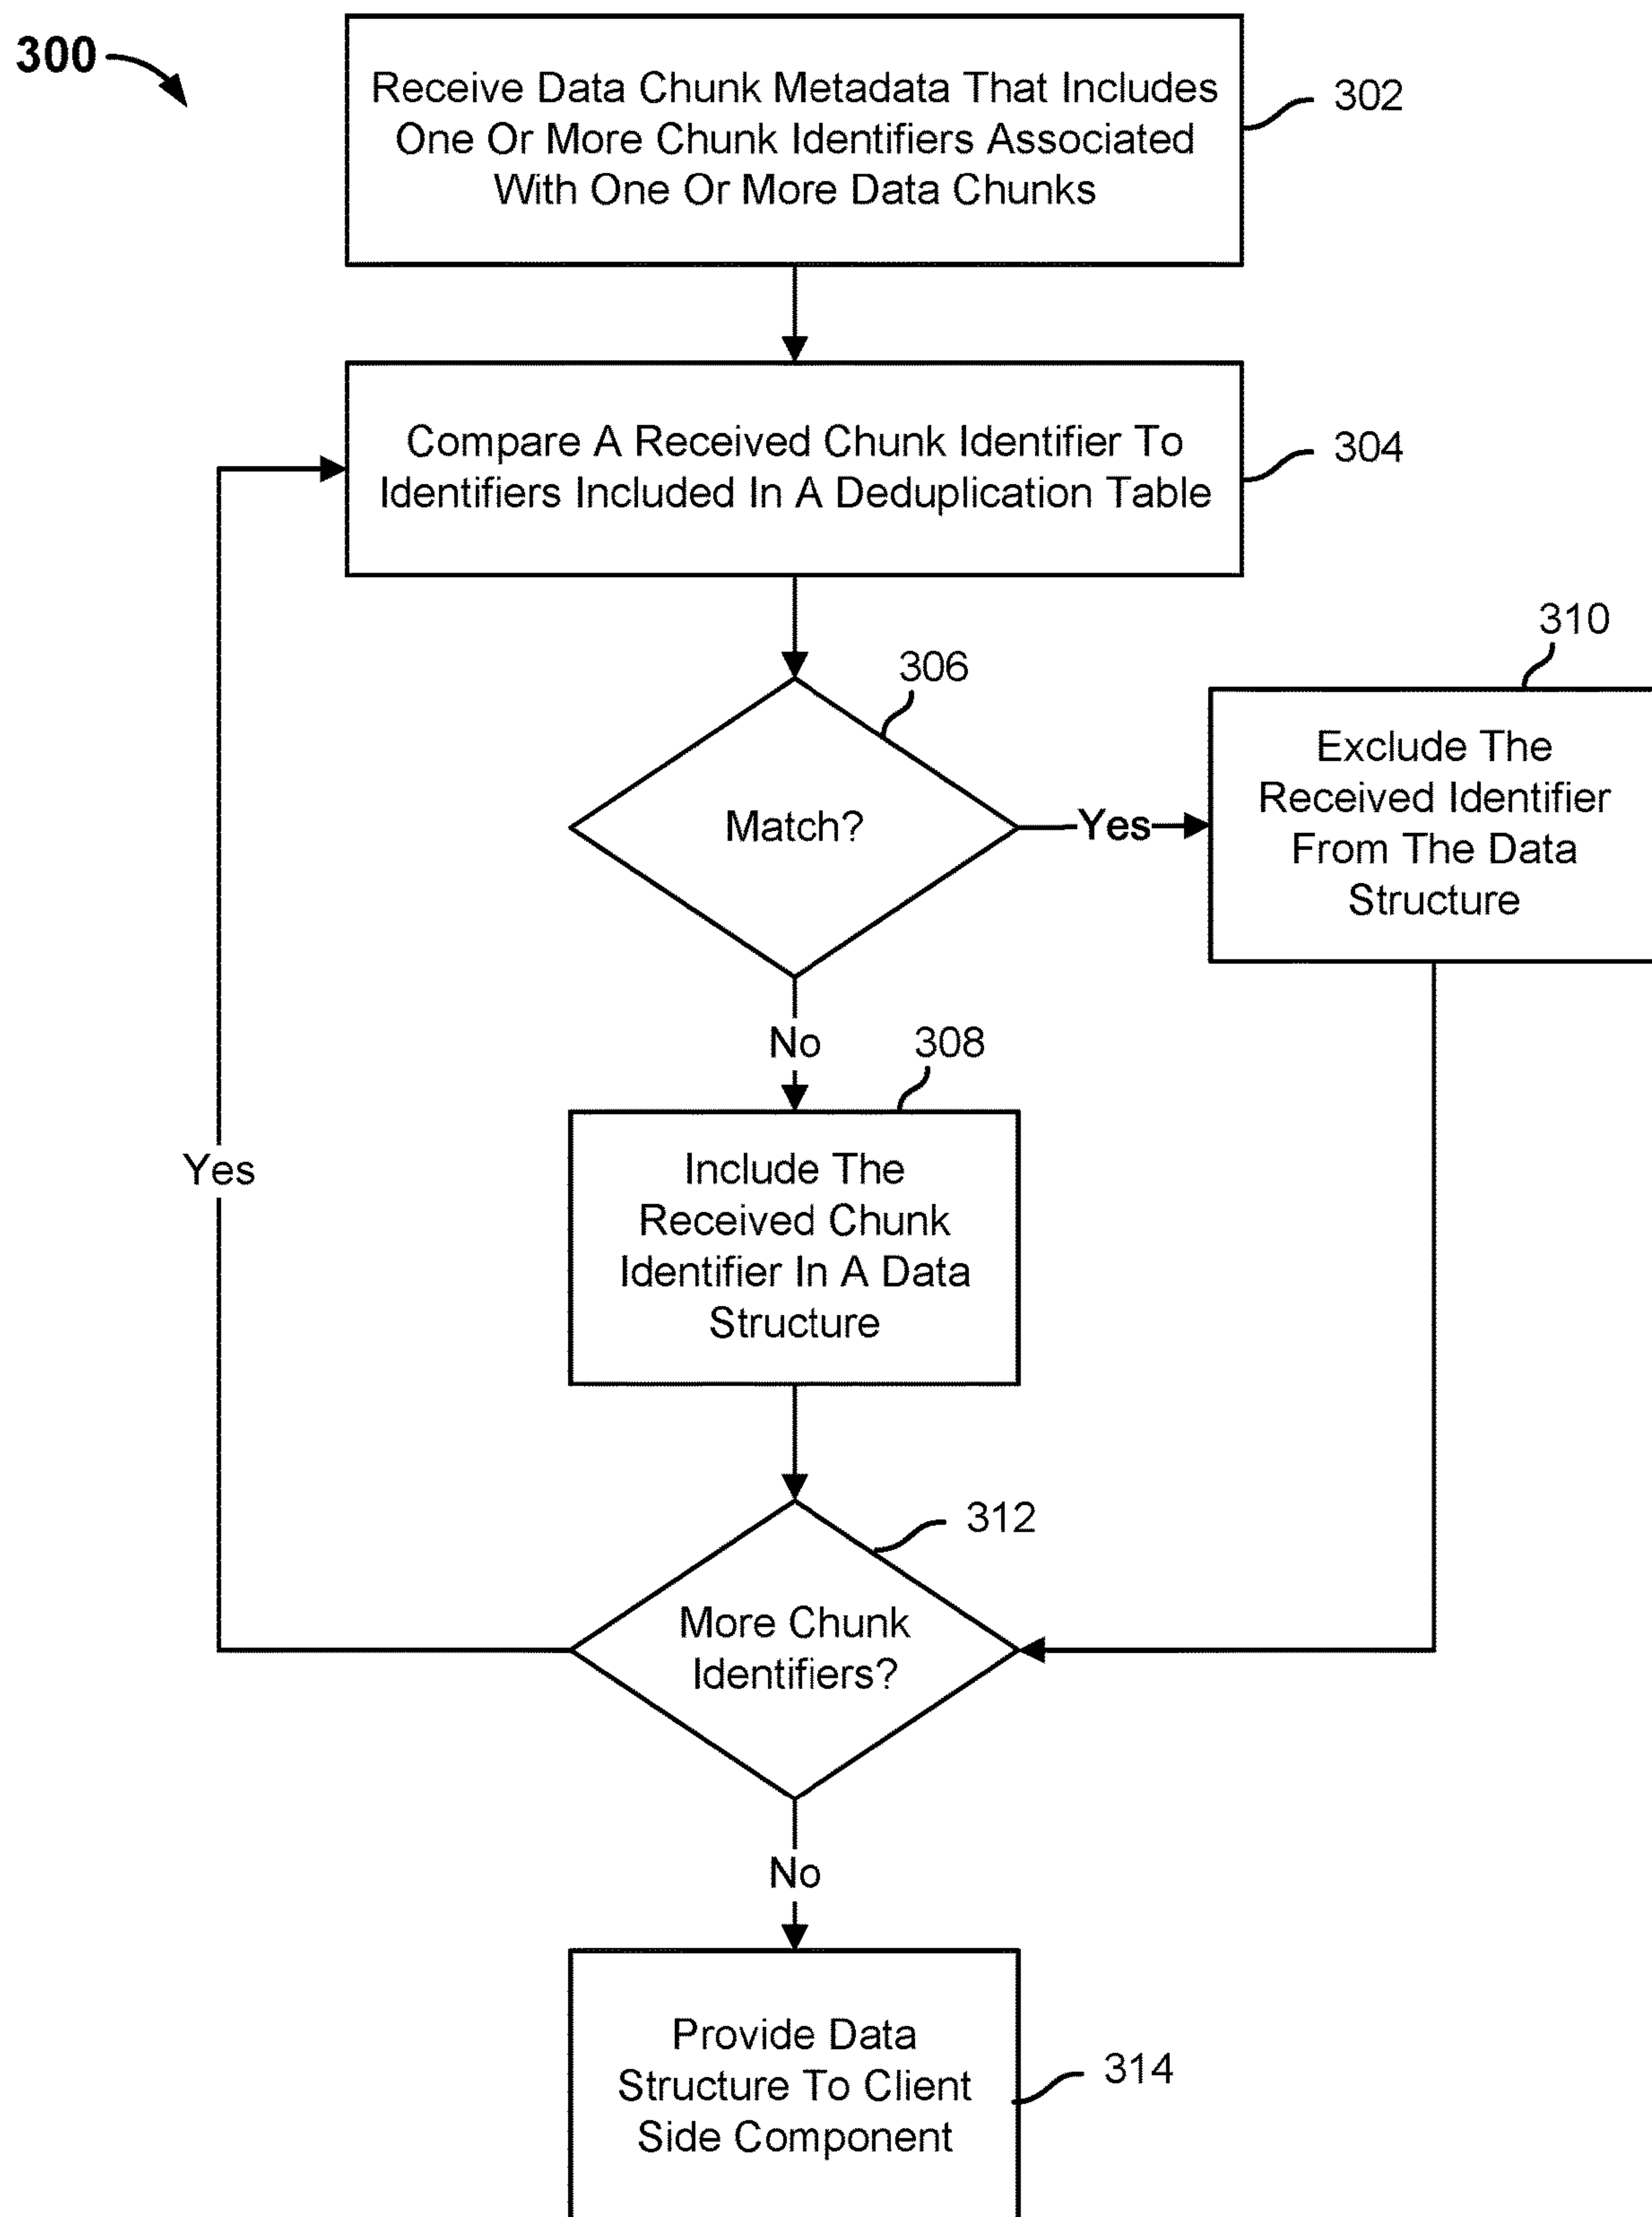 300
Receive Data Chunk Metadata That Includes
One Or More Chunk Identifiers Associated
With One Or More Data Chunks
302
Compare A Received Chunk Identifier To
Identifiers Included In A Deduplication Table
304
306
Match?
Yes
310
Exclude The
Received Identifier
From The Data
Structure
No
308
Include The
Received Chunk
Identifier In A Data
Structure
Yes
312
More Chunk
Identifiers?
No
Provide Data
Structure To Client
Side Component
314